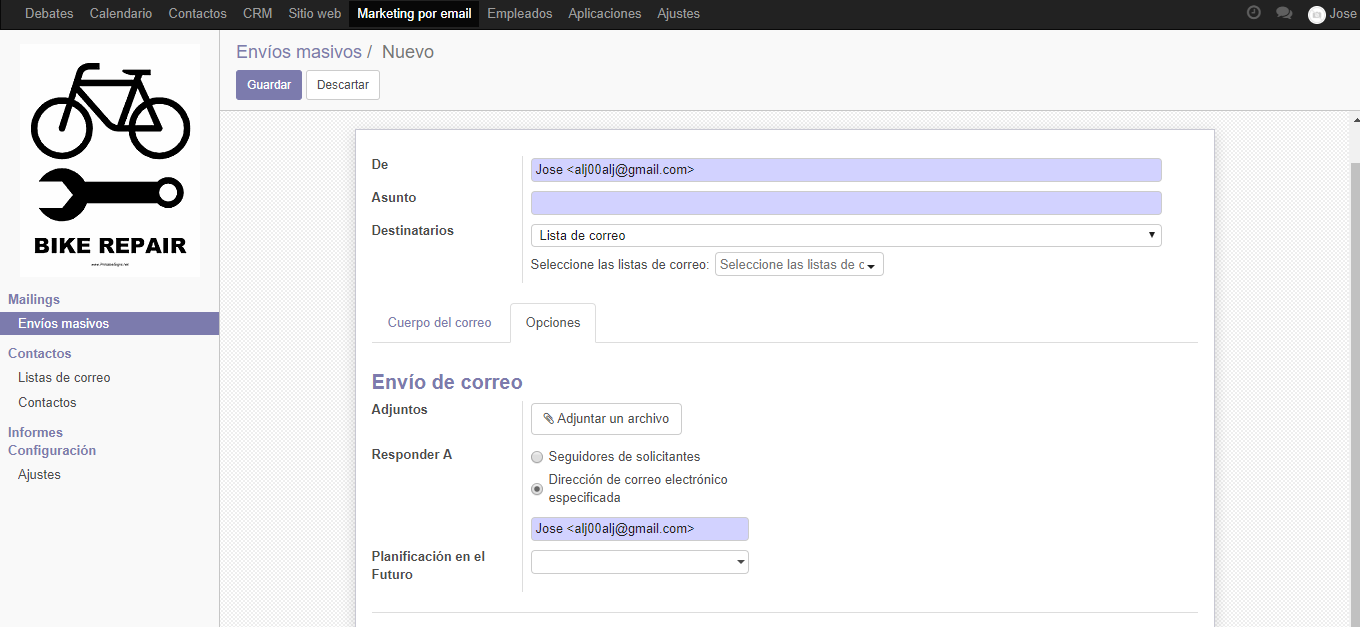 Debates Calendario Contactos CRM Sitio web Marketing por email Empleados Aplicaciones Ajustes Jose
Envíos masivos / Nuevo
Guardar Descartar
BIKE REPAIR
Mailings
Envíos masivos
Contactos
Listas de correo
Contactos
Informes
Configuración
Ajustes
De Jose <alj00alj@gmail.com>
Asunto
Destinatarios Lista de correo
Seleccione las listas de correo: Seleccione las listas de c
Cuerpo del correo Opciones
Envío de correo
Adjuntos Adjuntar un archivo
Responder A Seguidores de solicitantes
Dirección de correo electrónico
especificada
Jose <alj00alj@gmail.com>
Planificación en el
Futuro